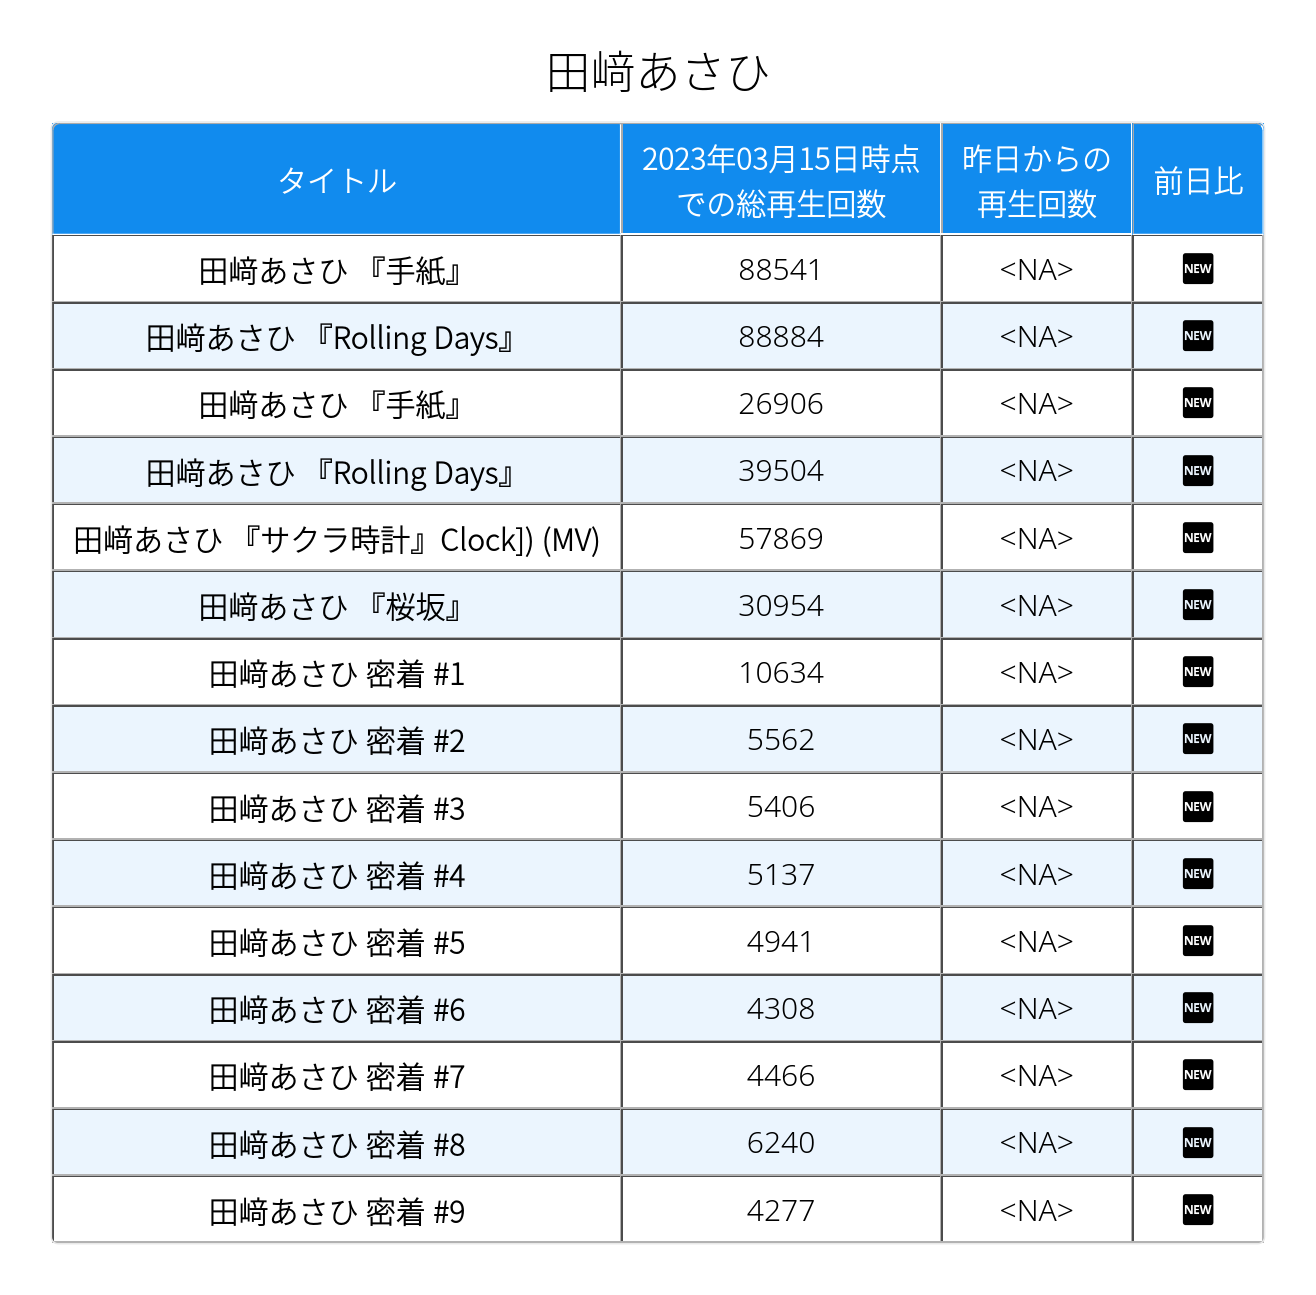 田﨑あさひ
タイトル 2023年03月15日時点での総再生回数 昨日からの再生回数 前日比
田﨑あさひ 『手紙』 88541 <NA> NEW
田﨑あさひ 『Rolling Days』 88884 <NA> NEW
田﨑あさひ 『手紙』 26906 <NA> NEW
田﨑あさひ 『Rolling Days』 39504 <NA> NEW
田﨑あさひ 『サクラ時計』Clock]) (MV) 57869 <NA> NEW
田﨑あさひ 『桜坂』 30954 <NA> NEW
田﨑あさひ 密着 #1 10634 <NA> NEW
田﨑あさひ 密着 #2 5562 <NA> NEW
田﨑あさひ 密着 #3 5406 <NA> NEW
田﨑あさひ 密着 #4 5137 <NA> NEW
田﨑あさひ 密着 #5 4941 <NA> NEW
田﨑あさひ 密着 #6 4308 <NA> NEW
田﨑あさひ 密着 #7 4466 <NA> NEW
田﨑あさひ 密着 #8 6240 <NA> NEW
田﨑あさひ 密着 #9 4277 <NA> NEW